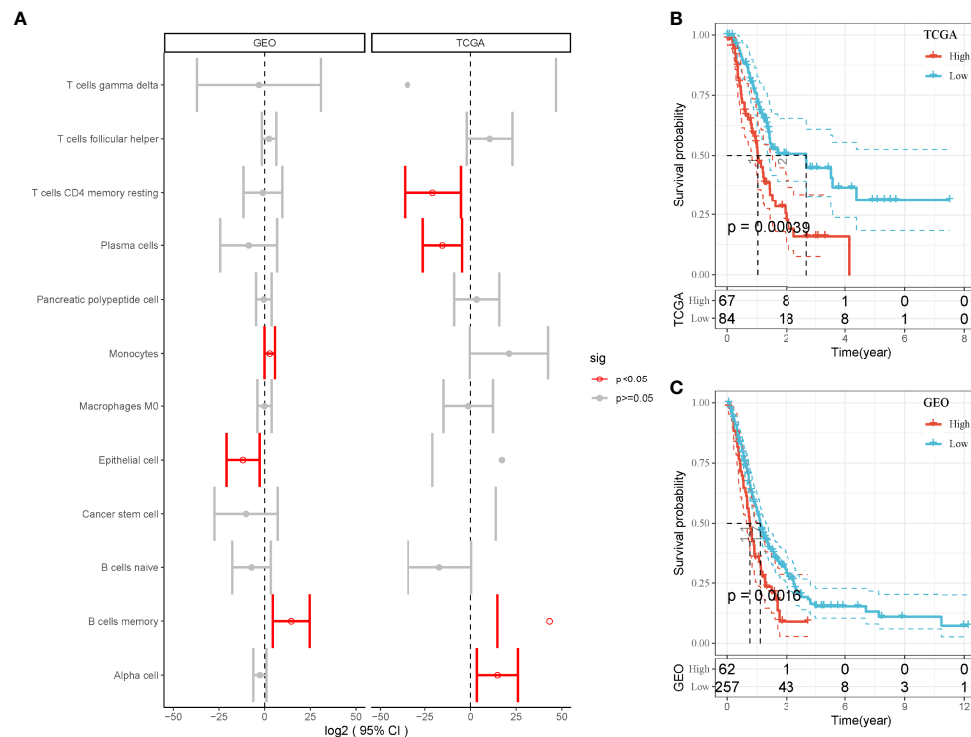 A
GEO
TCGA
T cells gamma delta
T cells follicular helper
T cells CD4 memory resting
Plasma cells
Pancreatic polypeptide cell
Monocytes
Macrophages M0
Epithelial cell
Cancer stem cell
B cells naive
B cells memory
Alpha cell
−50 −25 0 25 50 −50 −25 0 25 50
log2 ( 95% CI )
sig
p<0.05
p>=0.05
B
TCGA
High
Low
Survival probability
1.00
0.75
0.50
0.25
0.00
p = 0.00039
TCGA
High 67 8 1 0 0
Low 84 18 8 1 0
0 2 4 6 8
Time(year)
C
GEO
High
Low
Survival probability
1.00
0.75
0.50
0.25
0.00
p = 0.0016
GEO
High 62 1 0 0 0
Low 257 43 8 3 1
0 3 6 9 12
Time(year)